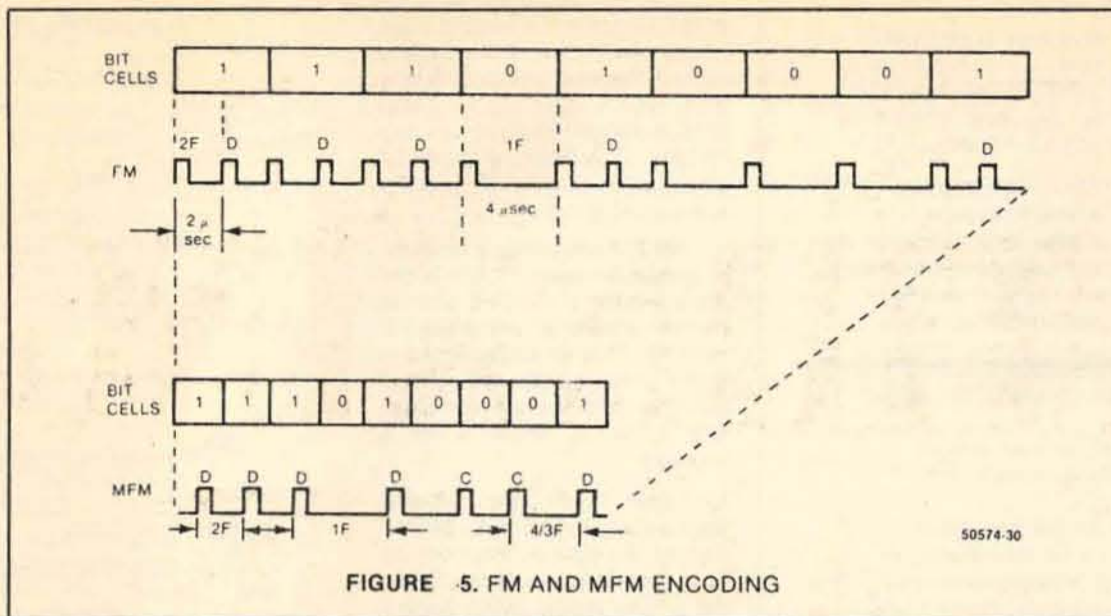 BIT
CELLS
1 1 1 0 1 0 0 0 1
2F D D D 1F D D
FM
4 μsec
2 μ
sec
BIT
CELLS
1 1 1 0 1 0 0 0 1
D D D D C C D
MFM
2F 1F 4/3F
50574-30
FIGURE 5. FM AND MFM ENCODING